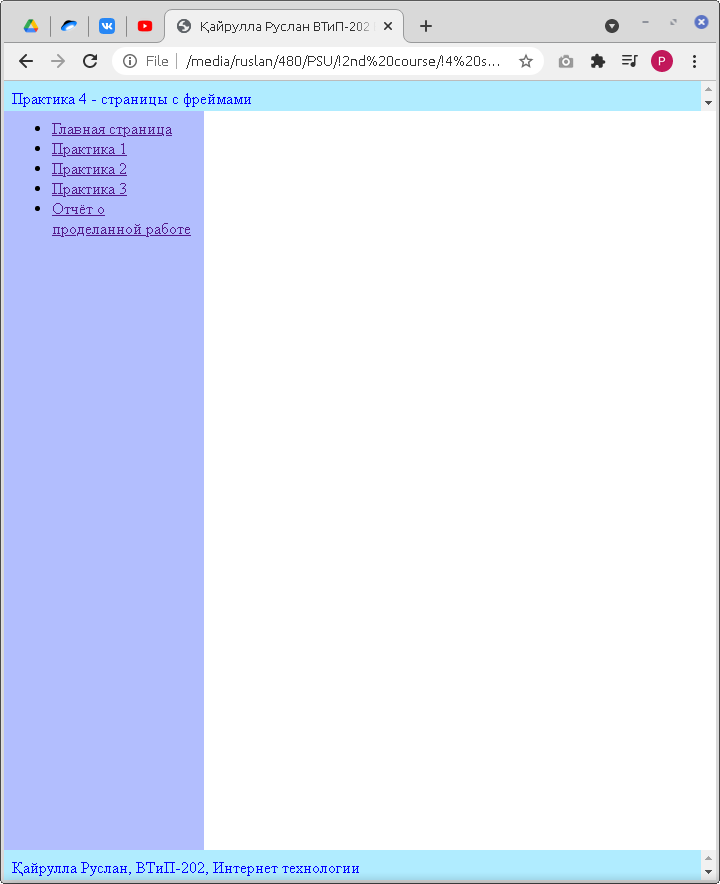 Қайрулла Руслан ВТиП-202
File
/media/ruslan/480/PSU/!2nd%20course/!4%20s...
P
Практика 4 - страницы с фреймами
Главная страница
Практика 1
Практика 2
Практика 3
Отчёт о
проделанной работе
Қайрулла Руслан, ВТиП-202, Интернет технологии